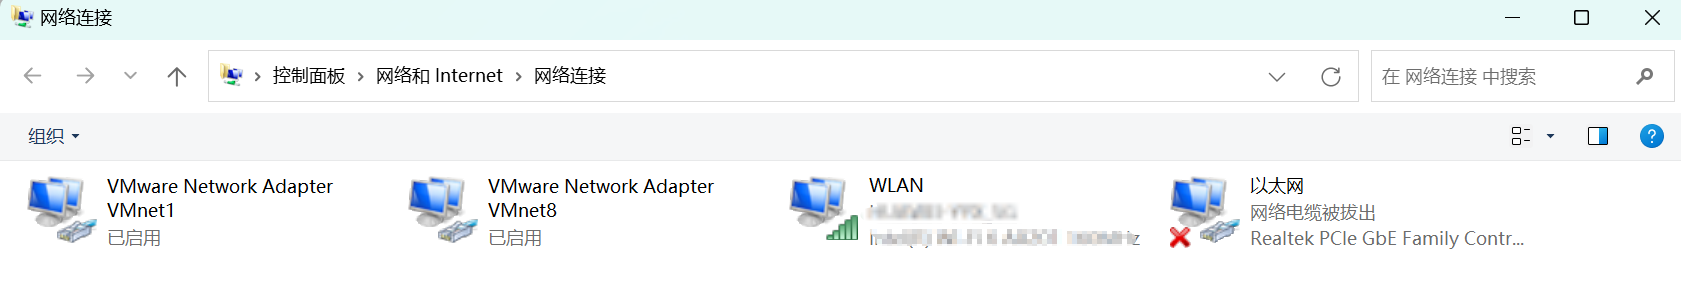 网络连接
控制面板 网络和 Internet 网络连接
在 网络连接 中搜索
组织
VMware Network Adapter
VMnet1
已启用
VMware Network Adapter
VMnet8
已启用
WLAN
以太网
网络电缆被拔出
Realtek PCIe GbE Family Contr...